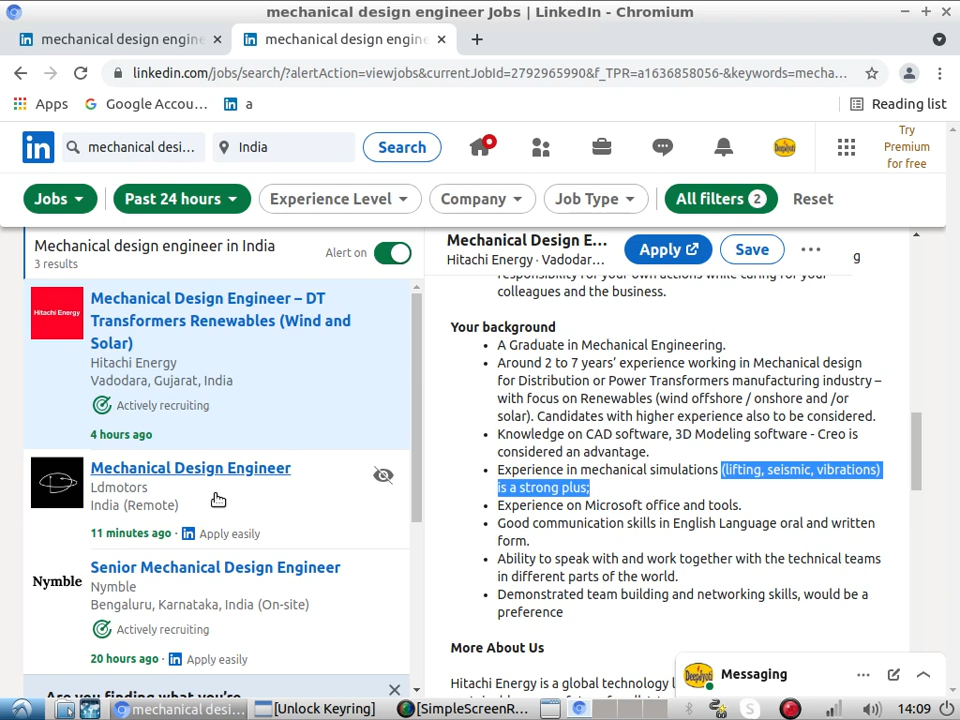 mechanical design engineer Jobs | LinkedIn - Chromium
mechanical design engine
mechanical design engine
linkedin.com/jobs/search/?alertAction=viewjobs&currentJobId=2792965990&f_TPR=a1636858056-&keywords=mecha...
Apps
Google Accou...
a
Reading list
in
mechanical desi...
India
Search
Try
Premium
for free
Jobs
Past 24 hours
Experience Level
Company
Job Type
All filters 2
Reset
Mechanical design engineer in India
3 results
Alert on
Hitachi Energy
Mechanical Design Engineer – DT
Transformers Renewables (Wind and
Solar)
Hitachi Energy
Vadodara, Gujarat, India
Actively recruiting
4 hours ago
Mechanical Design Engineer
Ldmotors
India (Remote)
11 minutes ago · in Apply easily
Nymble
Senior Mechanical Design Engineer
Nymble
Bengaluru, Karnataka, India (On-site)
Actively recruiting
20 hours ago · in Apply easily
Are you finding what you're
Mechanical Design E...
Hitachi Energy · Vadodar...
Apply
Save
g
responsibility for your own actions while caring for your
colleagues and the business.
Your background
• A Graduate in Mechanical Engineering.
• Around 2 to 7 years' experience working in Mechanical design
for Distribution or Power Transformers manufacturing industry –
with focus on Renewables (wind offshore / onshore and /or
solar). Candidates with higher experience also to be considered.
• Knowledge on CAD software, 3D Modeling software - Creo is
considered an advantage.
• Experience in mechanical simulations (lifting, seismic, vibrations)
is a strong plus;
• Experience on Microsoft office and tools.
• Good communication skills in English Language oral and written
form.
• Ability to speak with and work together with the technical teams
in different parts of the world.
• Demonstrated team building and networking skills, would be a
preference
More About Us
Hitachi Energy is a global technology l
Messaging
mechanical desi...
[Unlock Keyring]
[SimpleScreenR...
14:09